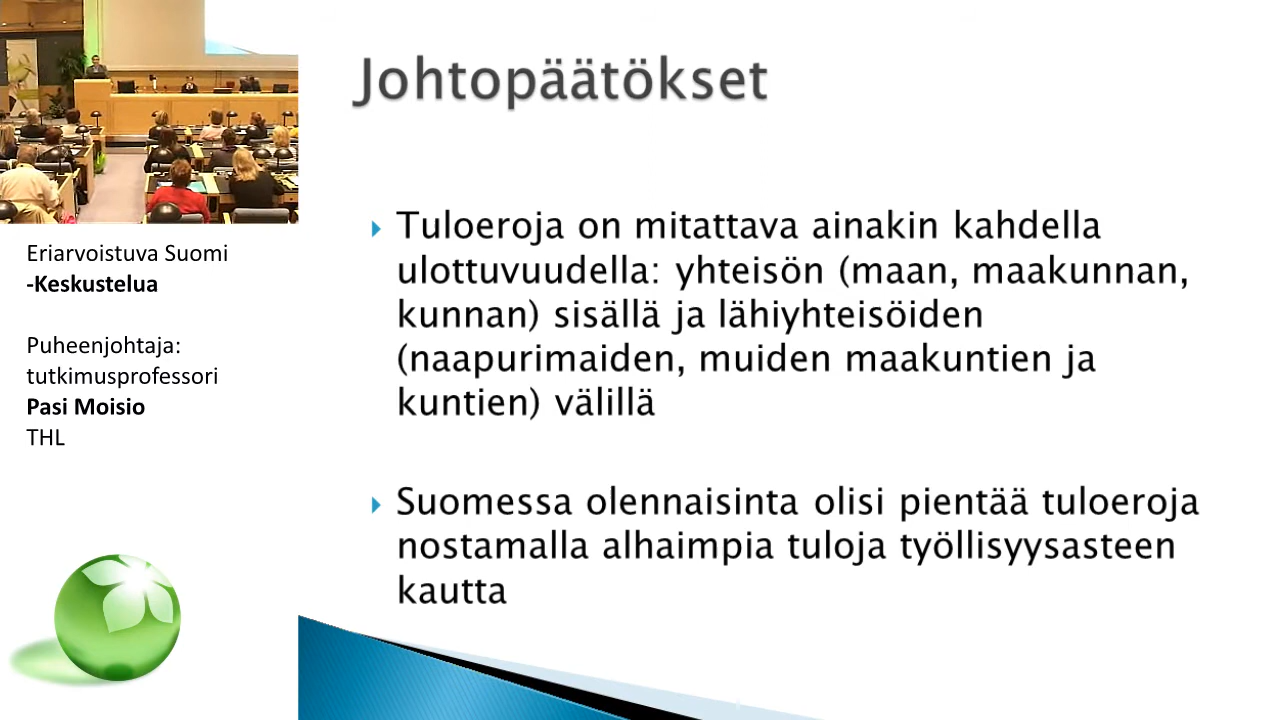 Johtopäätökset
Tuloeroja on mitattava ainakin kahdella
ulottuvuudella: yhteisön (maan, maakunnan,
kunnan) sisällä ja lähiyhteisöiden
(naapurimaiden, muiden maakuntien ja
kuntien) välillä
Suomessa olennaisinta olisi pientää tuloeroja
nostamalla alhaimpia tuloja työllisyysasteen
kautta
Eriarvoistuva Suomi
-Keskustelua
Puheenjohtaja:
tutkimusprofessori
Pasi Moisio
THL